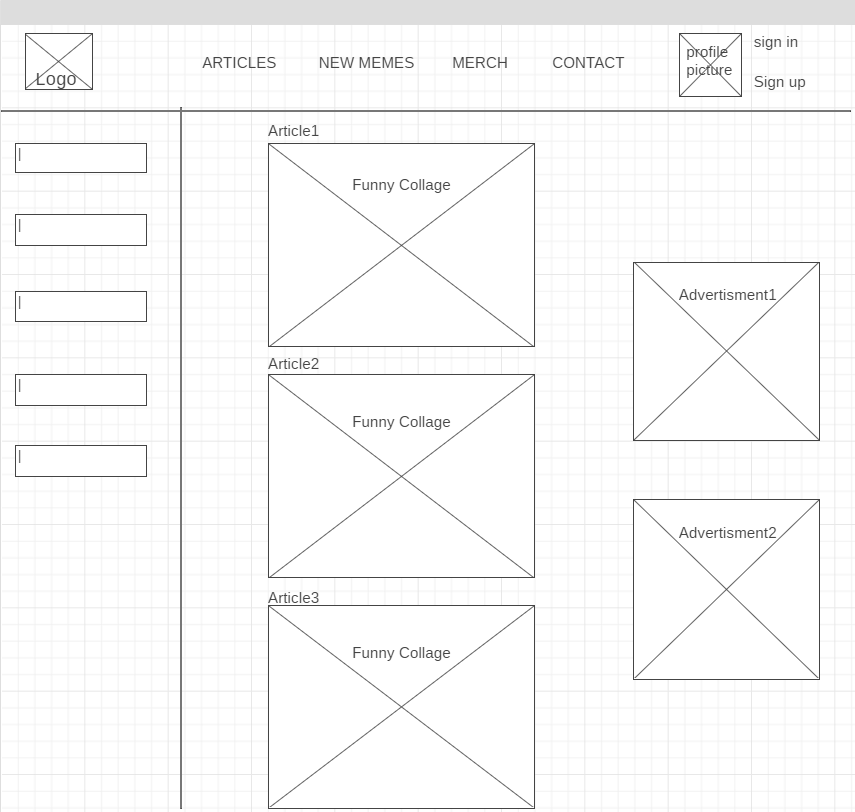 Logo
ARTICLES NEW MEMES MERCH CONTACT
profile
picture
sign in
Sign up
Article1
Funny Collage
Advertisment1
Article2
Funny Collage
Advertisment2
Article3
Funny Collage